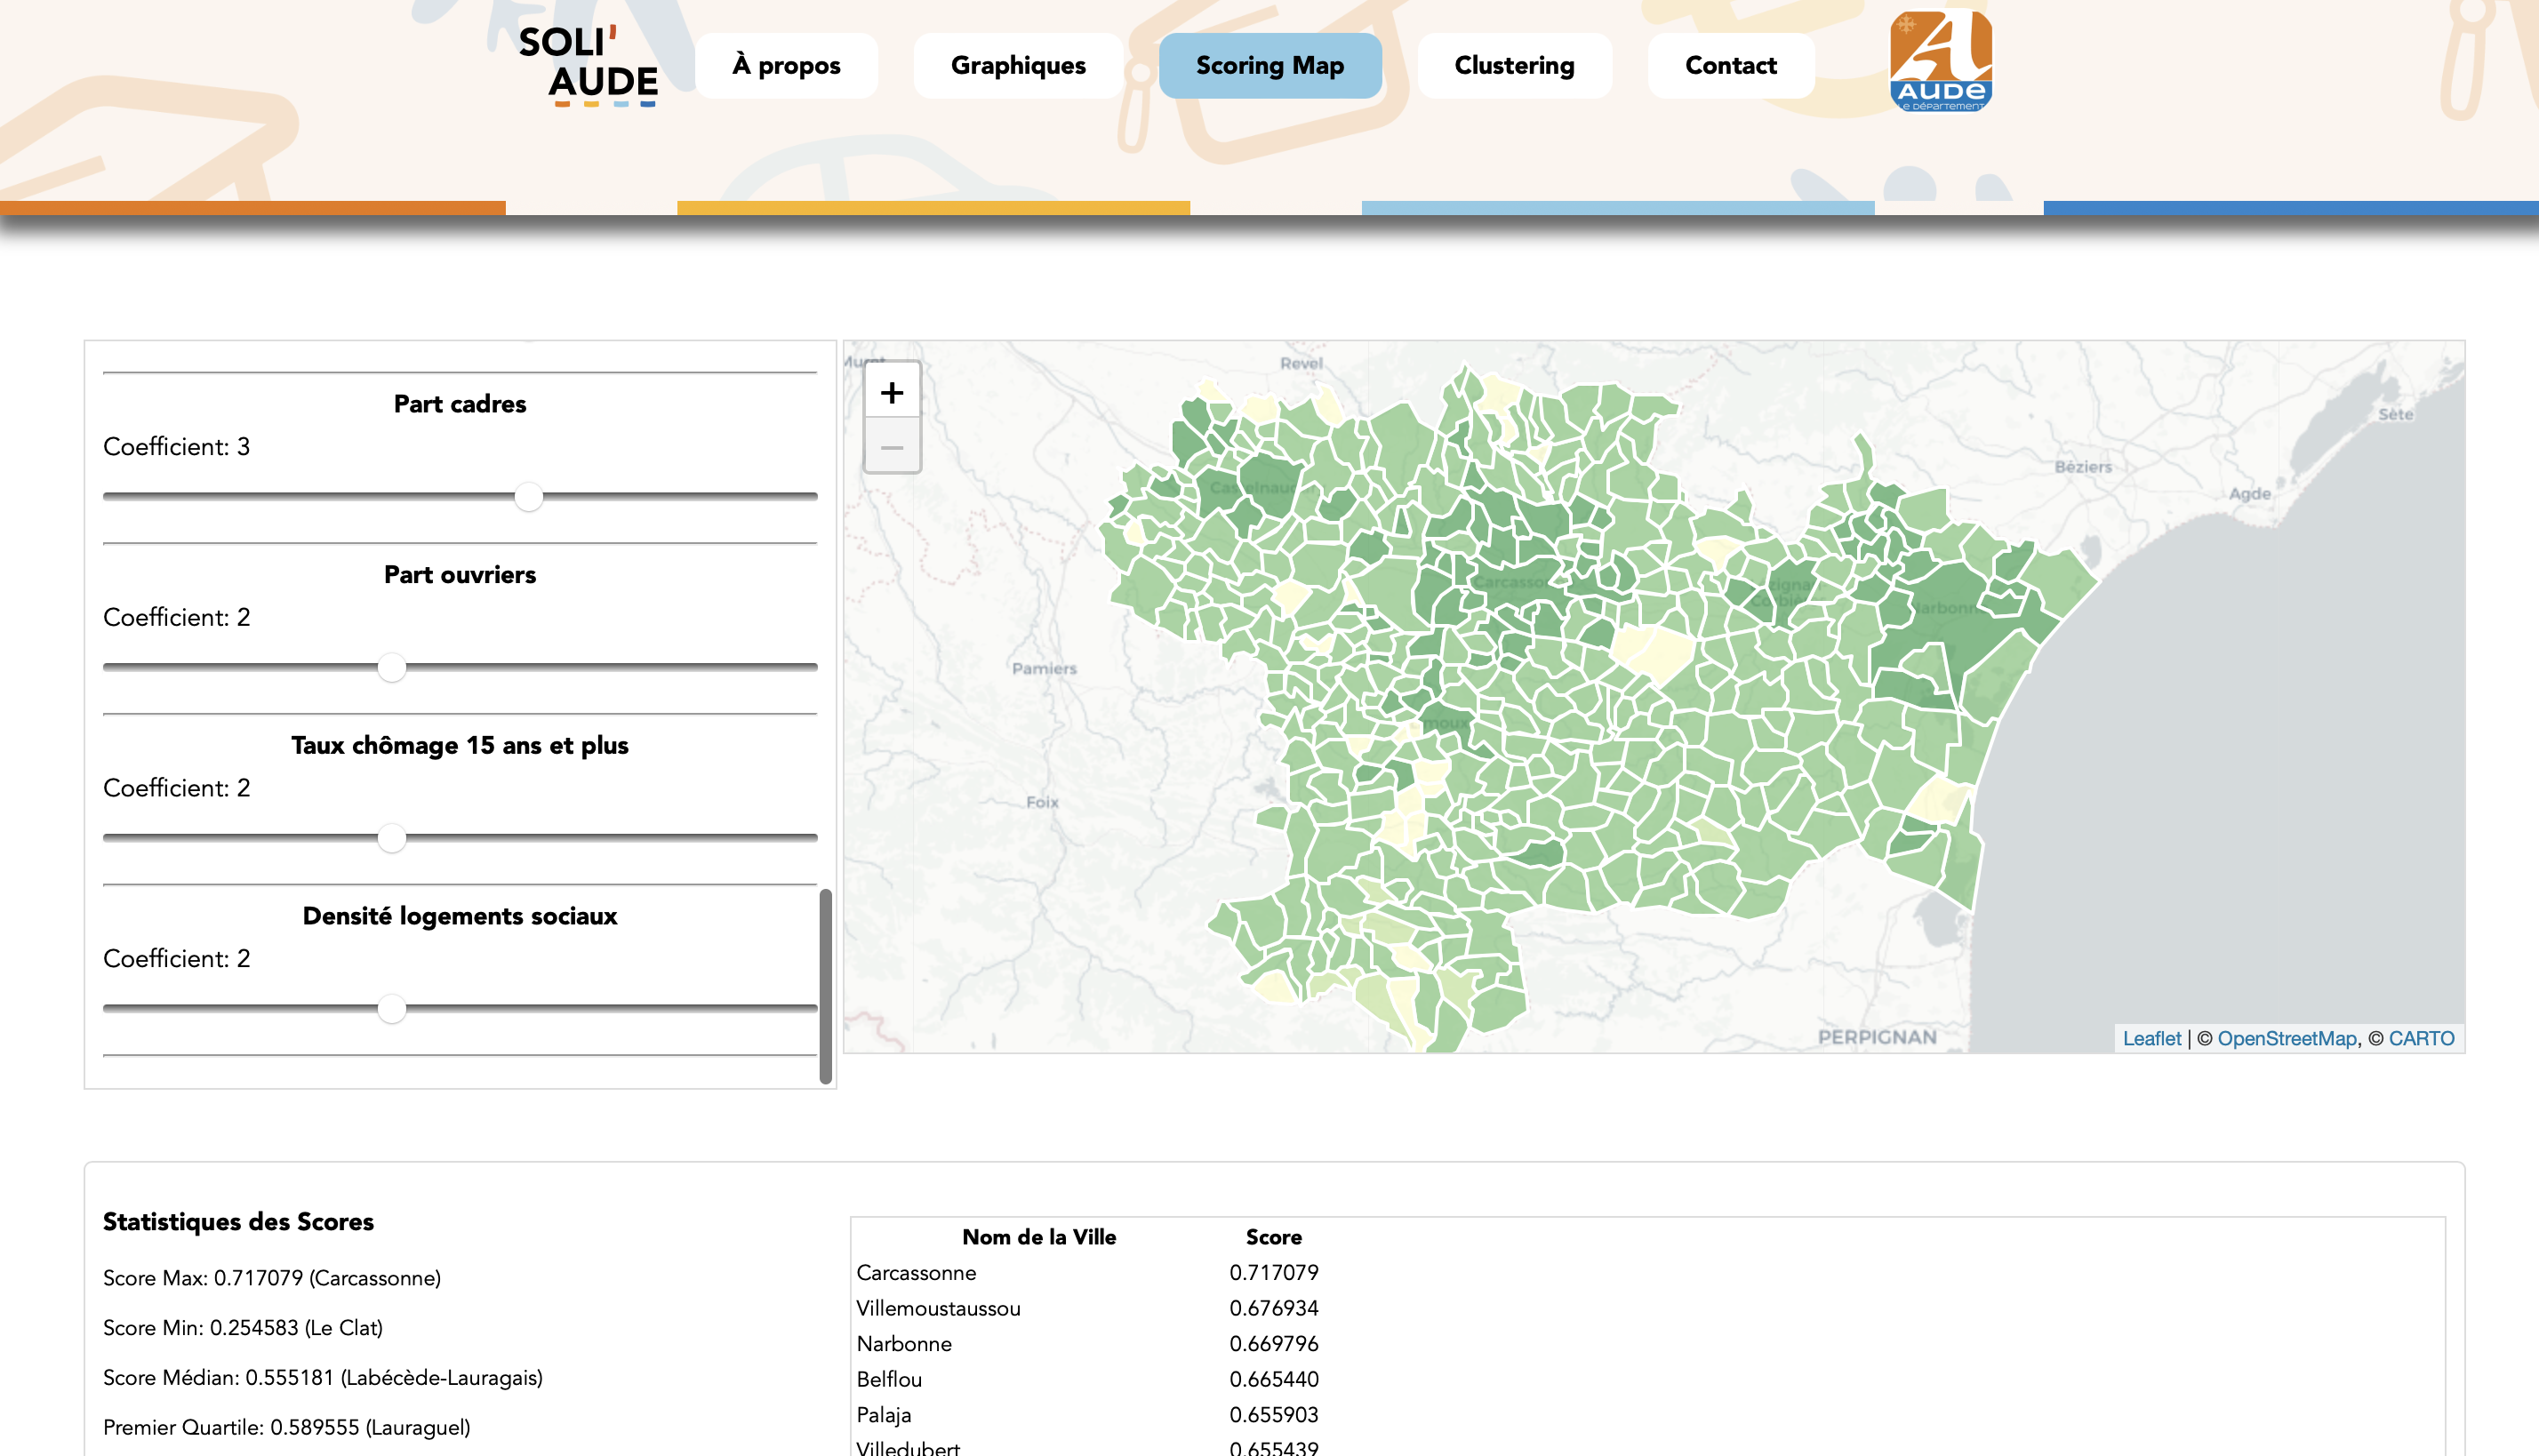 SOLI'
AUDE
À propos
Graphiques
Scoring Map
Clustering
Contact
AUDE
LE DÉPARTEMENT
Part cadres
Coefficient: 3
Part ouvriers
Coefficient: 2
Taux chômage 15 ans et plus
Coefficient: 2
Densité logements sociaux
Coefficient: 2
+
−
Revel
Sète
Béziers
Agde
Pamiers
Foix
PERPIGNAN
Leaflet | © OpenStreetMap, © CARTO
Statistiques des Scores
Score Max: 0.717079 (Carcassonne)
Score Min: 0.254583 (Le Clat)
Score Médian: 0.555181 (Labécède-Lauragais)
Premier Quartile: 0.589555 (Lauraguel)
Nom de la Ville Score
Carcassonne 0.717079
Villemoustaussou 0.676934
Narbonne 0.669796
Belflou 0.665440
Palaja 0.655903
Villedubert 0.655439